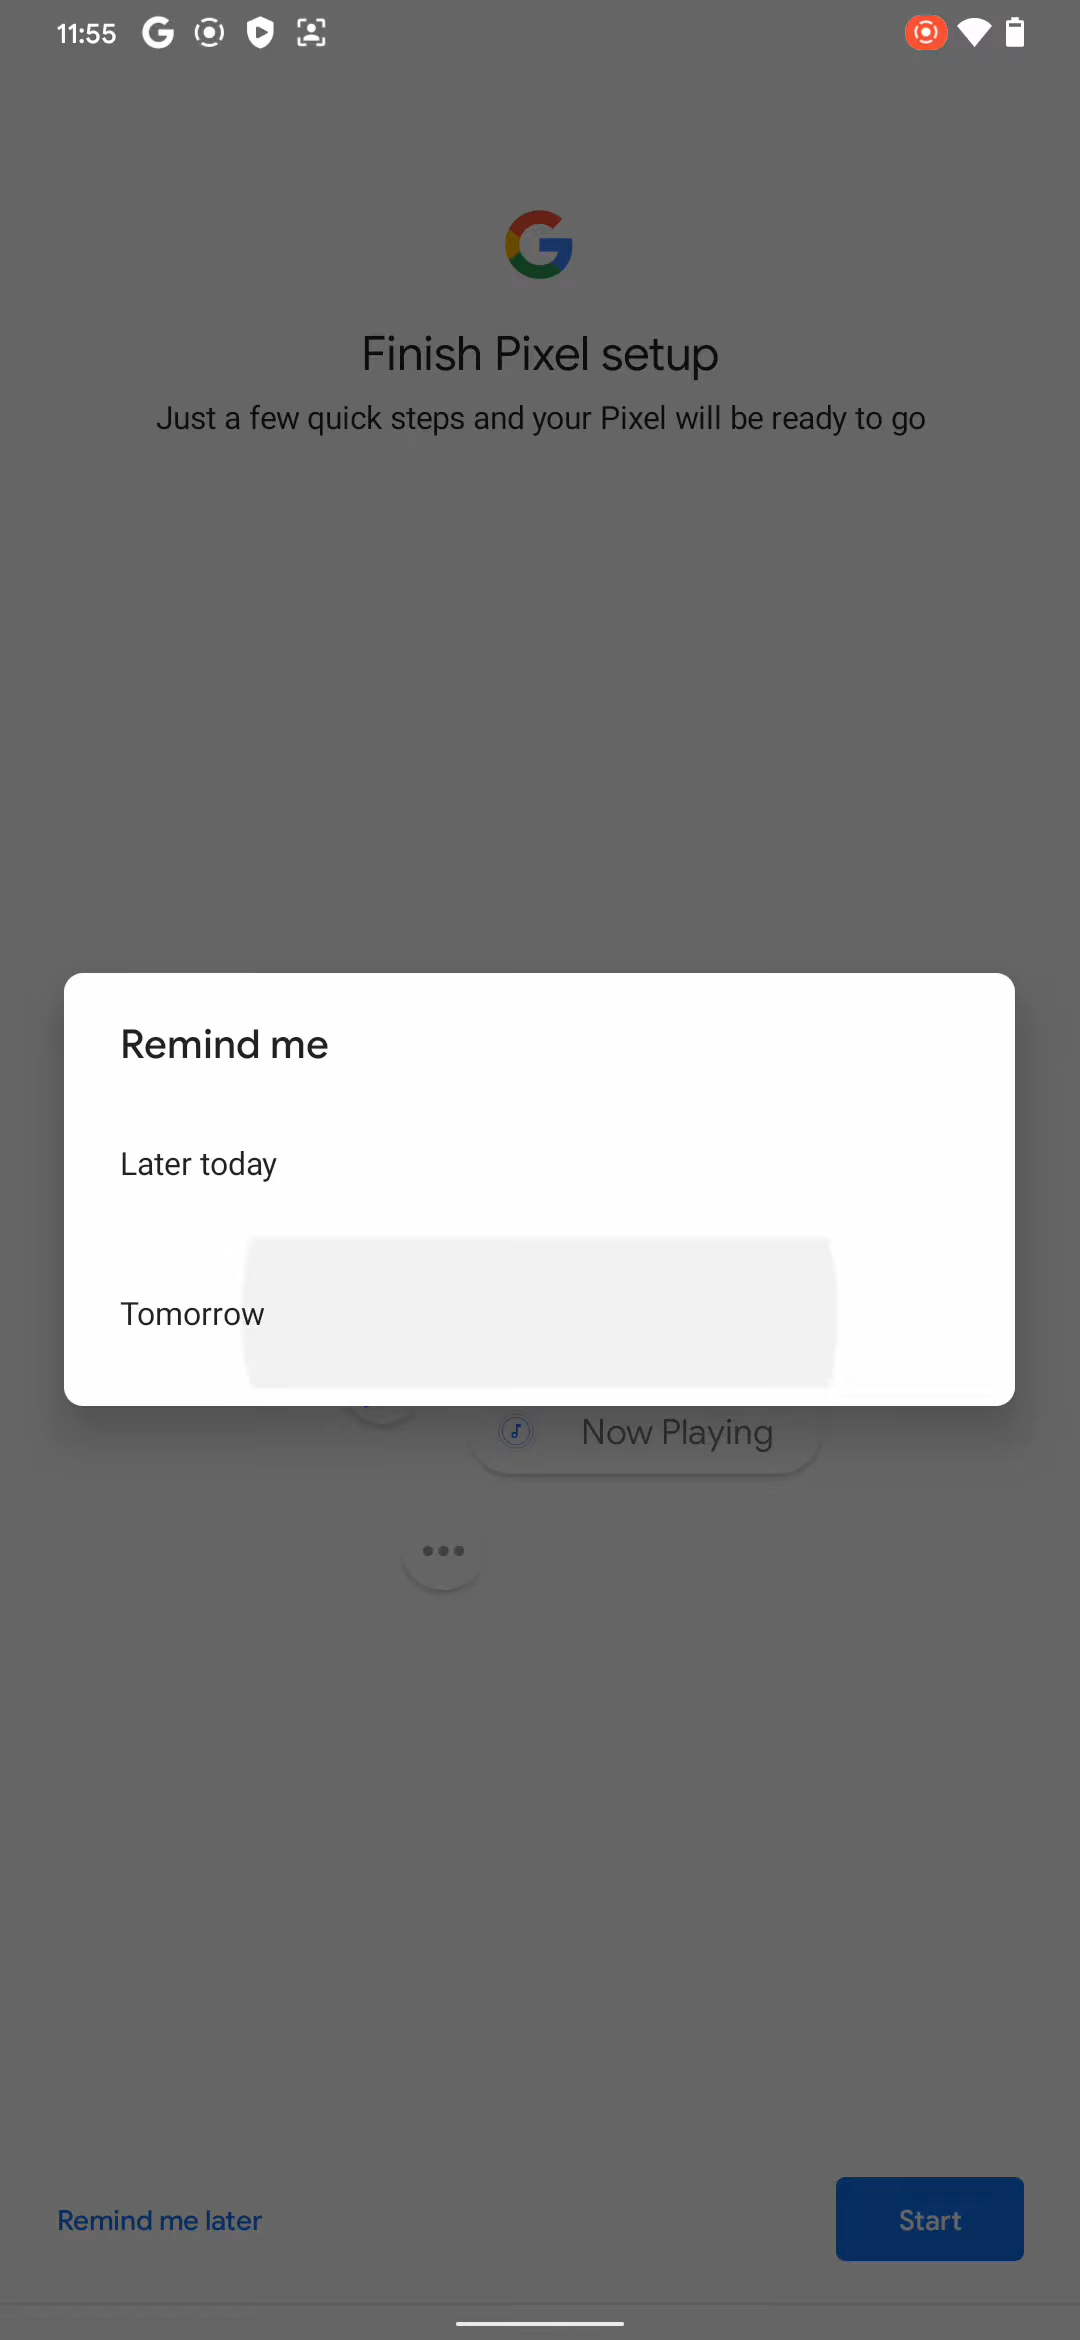 11:55
Finish Pixel setup
Just a few quick steps and your Pixel will be ready to go
Remind me
Later today
Tomorrow
Now Playing
Remind me later
Start